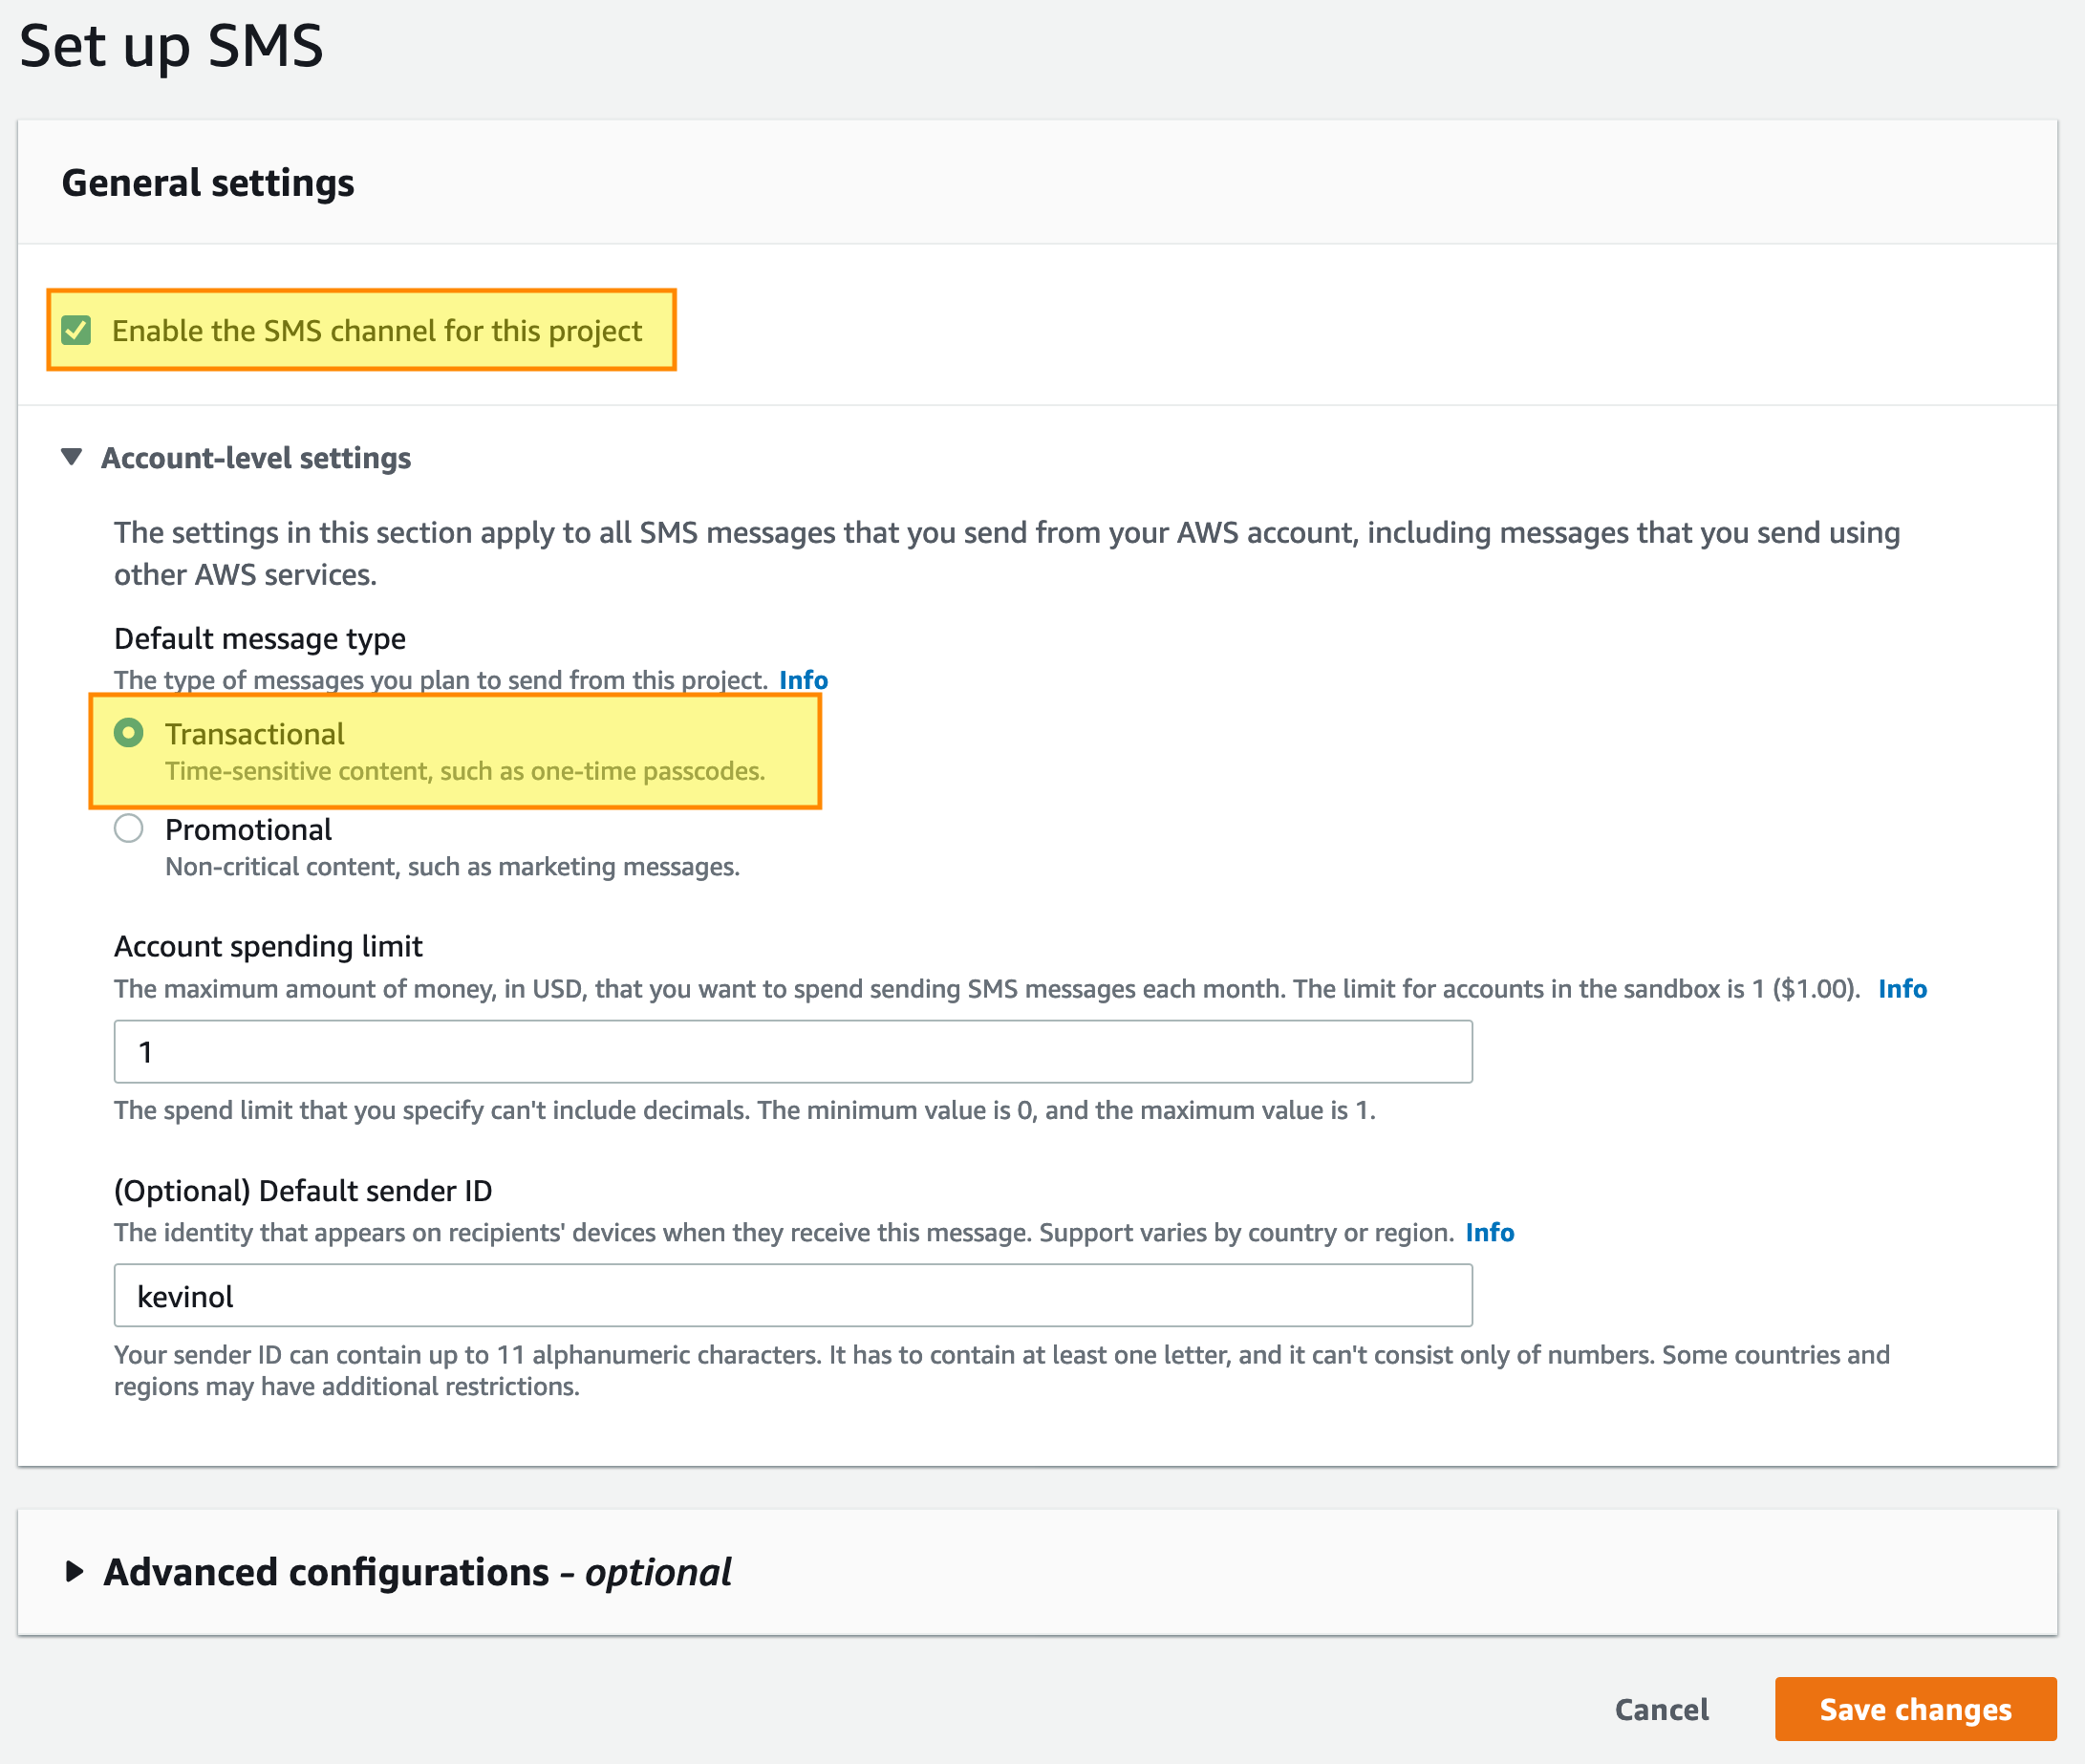 Set up SMS
General settings
Enable the SMS channel for this project
Account-level settings
The settings in this section apply to all SMS messages that you send from your AWS account, including messages that you send using
other AWS services.
Default message type
The type of messages you plan to send from this project. Info
Transactional
Time-sensitive content, such as one-time passcodes.
Promotional
Non-critical content, such as marketing messages.
Account spending limit
The maximum amount of money, in USD, that you want to spend sending SMS messages each month. The limit for accounts in the sandbox is 1 ($1.00). Info
1
The spend limit that you specify can't include decimals. The minimum value is 0, and the maximum value is 1.
(Optional) Default sender ID
The identity that appears on recipients' devices when they receive this message. Support varies by country or region. Info
kevinol
Your sender ID can contain up to 11 alphanumeric characters. It has to contain at least one letter, and it can't consist only of numbers. Some countries and
regions may have additional restrictions.
Advanced configurations - optional
Cancel
Save changes